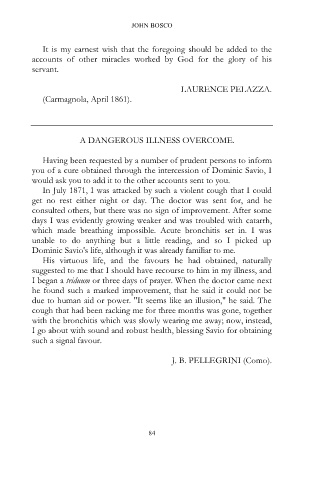 JOHN BOSCO
It is my earnest wish that the foregoing should be added to the
accounts of other miracles worked by God for the glory of his
servant.
LAURENCE PELAZZA.
(Carmagnola, April 1861).
A DANGEROUS ILLNESS OVERCOME.
Having been requested by a number of prudent persons to inform
you of a cure obtained through the intercession of Dominic Savio, I
would ask you to add it to the other accounts sent to you.
In July 1871, I was attacked by such a violent cough that I could
get no rest either night or day. The doctor was sent for, and he
consulted others, but there was no sign of improvement. After some
days I was evidently growing weaker and was troubled with catarrh,
which made breathing impossible. Acute bronchitis set in. I was
unable to do anything but a little reading, and so I picked up
Dominic Savio's life, although it was already familiar to me.
His virtuous life, and the favours he had obtained, naturally
suggested to me that I should have recourse to him in my illness, and
I began a triduum or three days of prayer. When the doctor came next
he found such a marked improvement, that he said it could not be
due to human aid or power. "It seems like an illusion," he said. The
cough that had been racking me for three months was gone, together
with the bronchitis which was slowly wearing me away; now, instead,
I go about with sound and robust health, blessing Savio for obtaining
such a signal favour.
J. B. PELLEGRINI (Como).
84